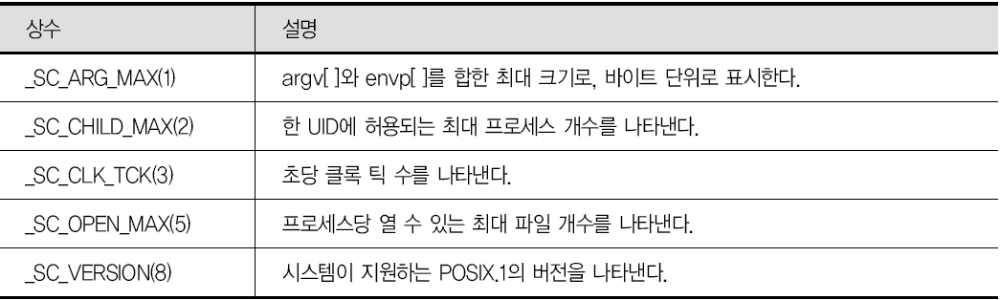 상수 설명
_SC_ARG_MAX(1) argv[ ]와 envp[ ]를 합한 최대 크기로, 바이트 단위로 표시한다.
_SC_CHILD_MAX(2) 한 UID에 허용되는 최대 프로세스 개수를 나타낸다.
_SC_CLK_TCK(3) 초당 클록 틱 수를 나타낸다.
_SC_OPEN_MAX(5) 프로세스당 열 수 있는 최대 파일 개수를 나타낸다.
_SC_VERSION(8) 시스템이 지원하는 POSIX.1의 버전을 나타낸다.